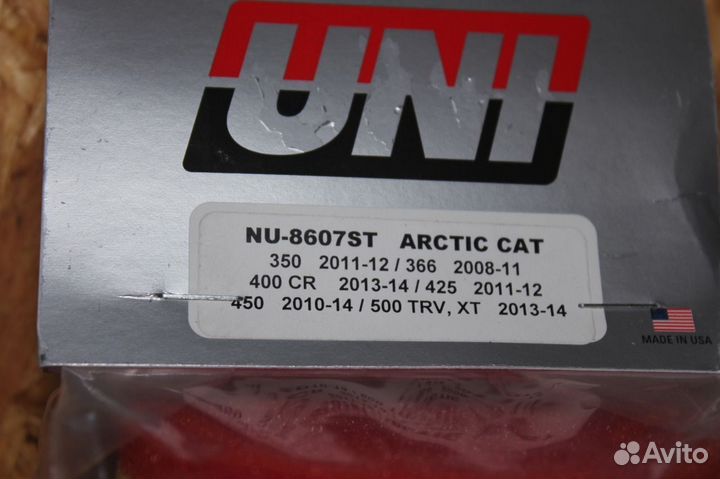 UNI
NU-8607ST ARCTIC CAT
350 2011-12 / 366 2008-11
400 CR 2013-14 / 425 2011-12
450 2010-14 / 500 TRV, XT 2013-14
MADE IN USA
Avito